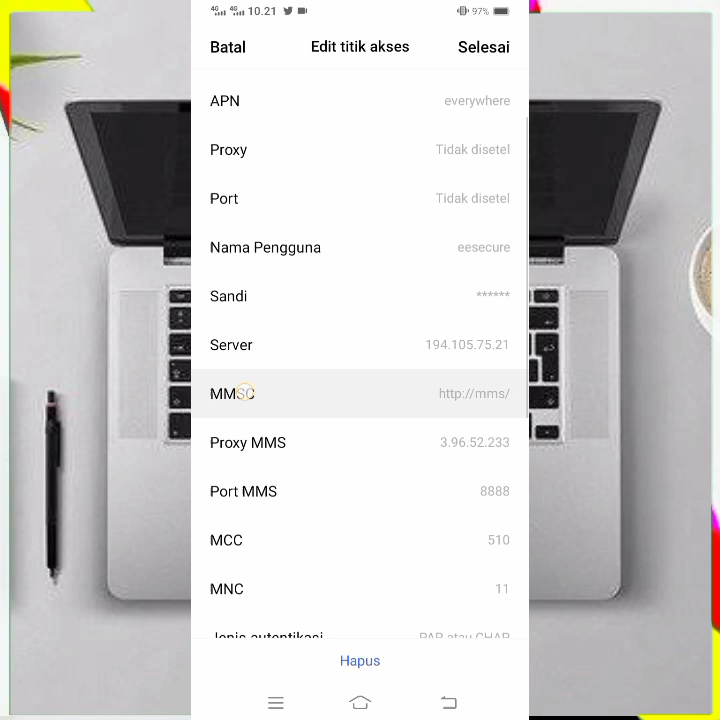 4G 4G 10.21 97%
Batal Edit titik akses Selesai
APN everywhere
Proxy Tidak disetel
Port Tidak disetel
Nama Pengguna eesecure
Sandi ******
Server 194.105.75.21
MMSC http://mms/
Proxy MMS 3.96.52.233
Port MMS 8888
MCC 510
MNC 11
Jenis autentikasi PAP atau CHAP
Hapus